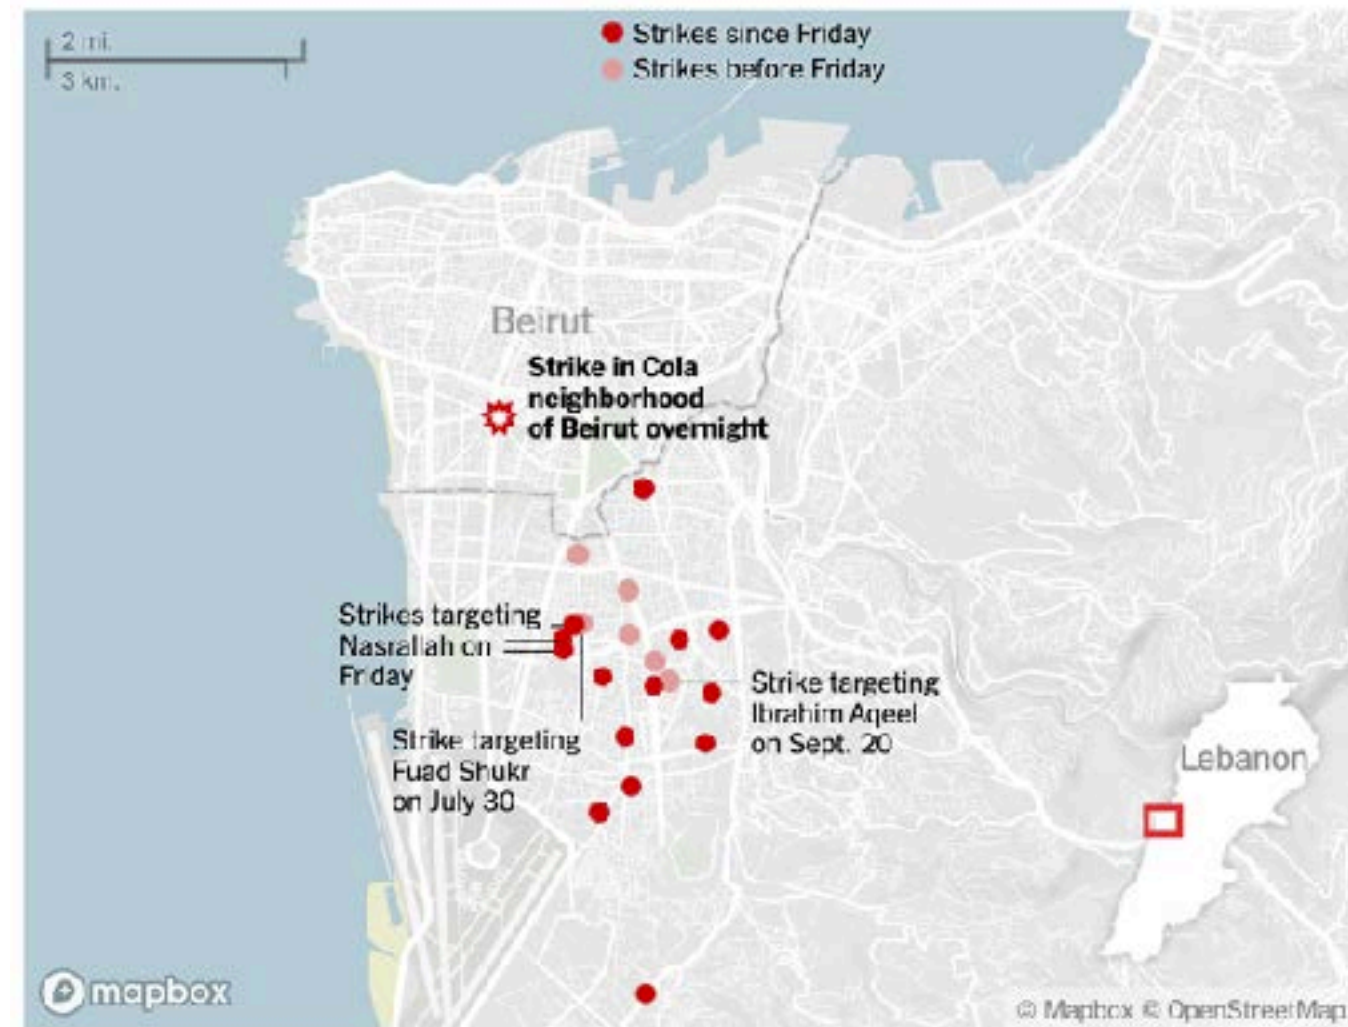 2 mi.
3 km.
Strikes since Friday
Strikes before Friday
Beirut
Strike in Cola
neighborhood
of Beirut overnight
Strikes targeting
Nasrallah on
Friday
Strike targeting
Fuad Shukr
on July 30
Strike targeting
Ibrahim Aqeel
on Sept. 20
Lebanon
mapbox
© Mapbox © OpenStreetMap